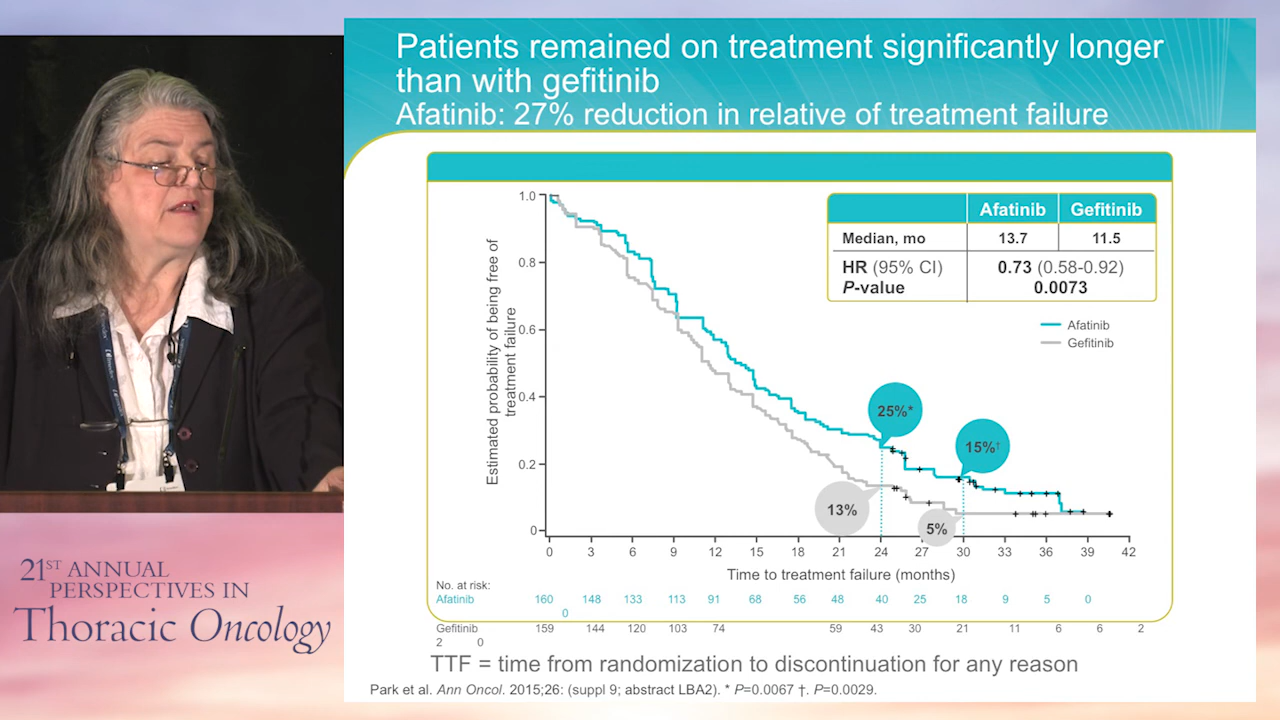 Patients remained on treatment significantly longer
than with gefitinib
Afatinib: 27% reduction in relative of treatment failure
Afatinib Gefitinib
Median, mo 13.7 11.5
HR (95% CI) 0.73 (0.58-0.92)
P-value 0.0073
Afatinib
Gefitinib
Estimated probability of being free of
treatment failure
1.0
0.8
0.6
0.4
0.2
0
25%*
15%†
13%
5%
0 3 6 9 12 15 18 21 24 27 30 33 36 39 42
Time to treatment failure (months)
No. at risk:
Afatinib 160 148 133 113 91 68 56 48 40 25 18 9 5 0
0
Gefitinib 159 144 120 103 74 59 43 30 21 11 6 6 2
2 0
TTF = time from randomization to discontinuation for any reason
Park et al. Ann Oncol. 2015;26: (suppl 9; abstract LBA2). * P=0.0067 †. P=0.0029.
21ST ANNUAL
PERSPECTIVES IN
Thoracic Oncology